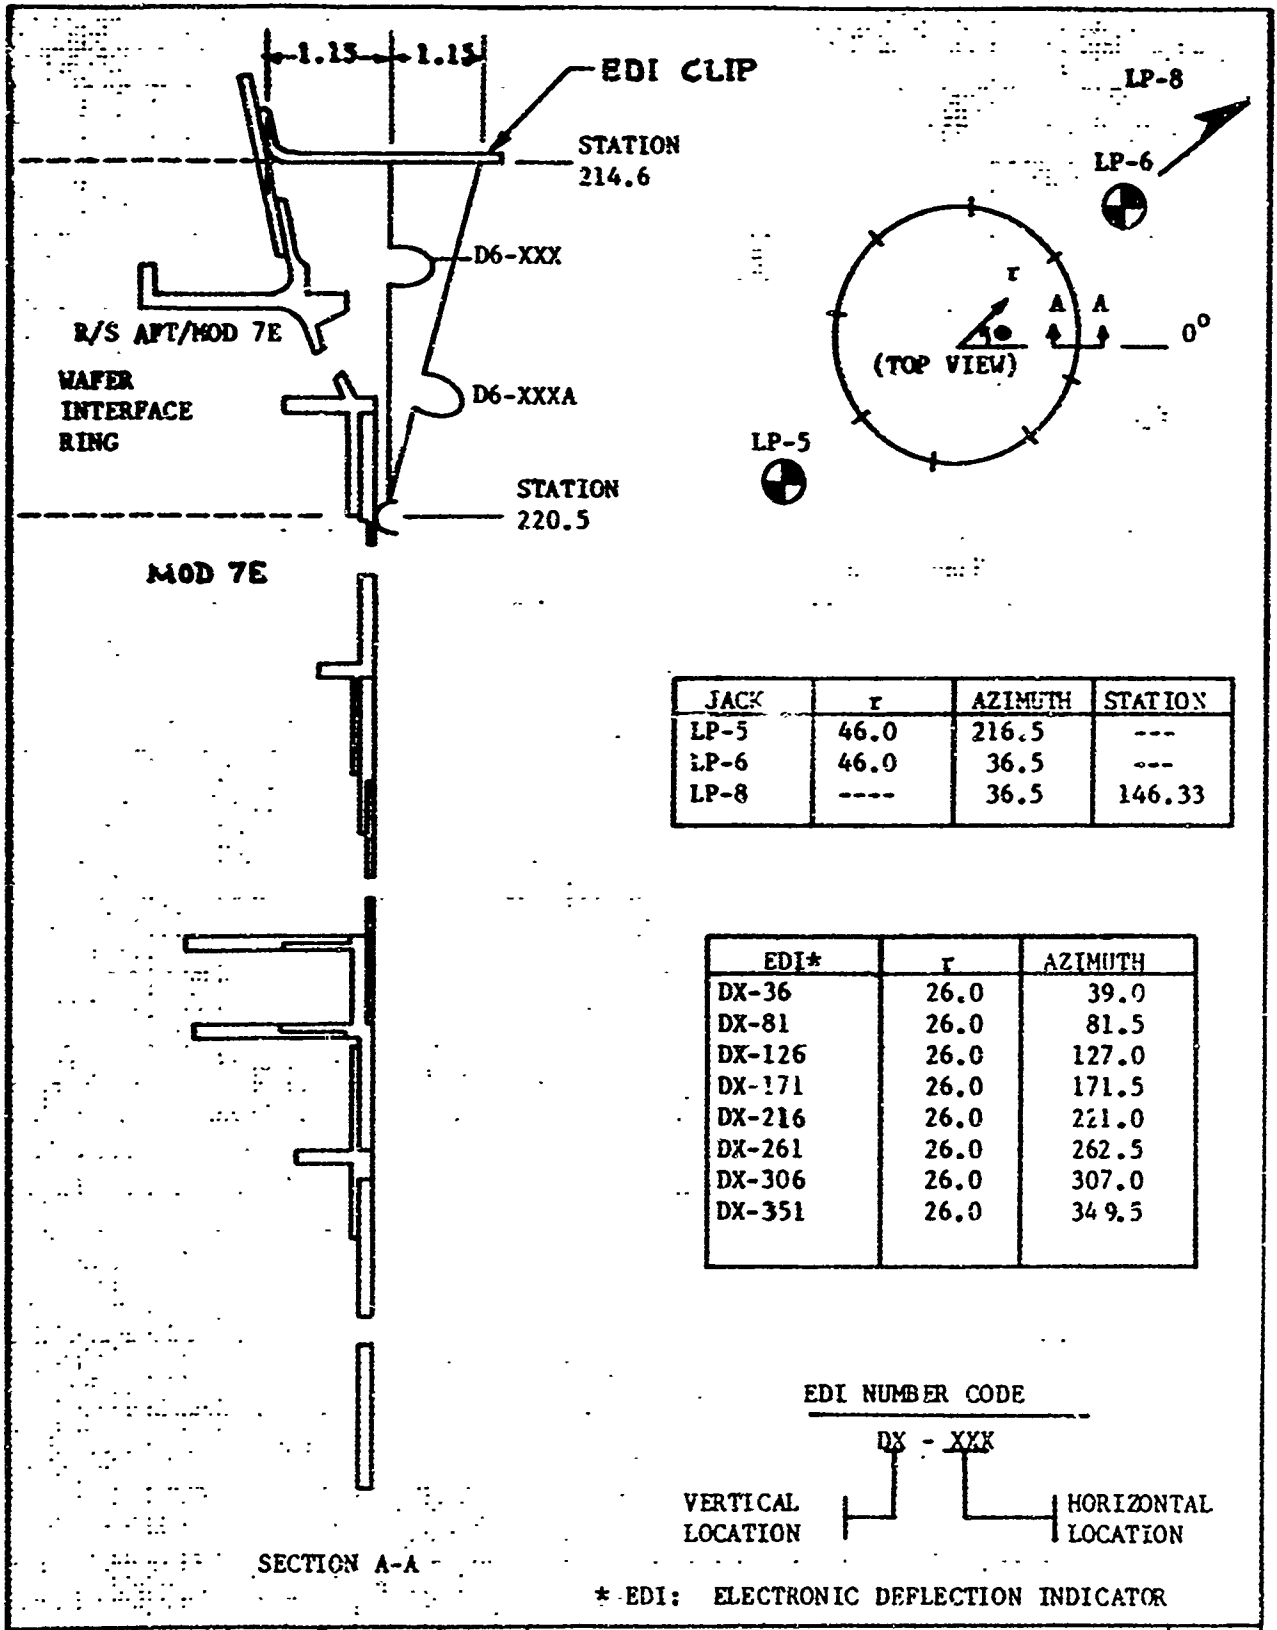 1.15 1.15
EDI CLIP
STATION
214.6
D6-XXX
R/S AFT/MOD 7E
WAFER
INTERFACE
RING
D6-XXXA
STATION
220.5
MOD 7E
SECTION A-A
LP-8
LP-6
r
A A
0°
(TOP VIEW)
LP-5
JACK r AZIMUTH STATION
LP-5 46.0 216.5 ---
LP-6 46.0 36.5 ---
LP-8 ---- 36.5 146.33
EDI* r AZIMUTH
DX-36 26.0 39.0
DX-81 26.0 81.5
DX-126 26.0 127.0
DX-171 26.0 171.5
DX-216 26.0 221.0
DX-261 26.0 262.5
DX-306 26.0 307.0
DX-351 26.0 349.5
EDI NUMBER CODE
DX - XXX
VERTICAL
LOCATION
HORIZONTAL
LOCATION
* EDI: ELECTRONIC DEFLECTION INDICATOR